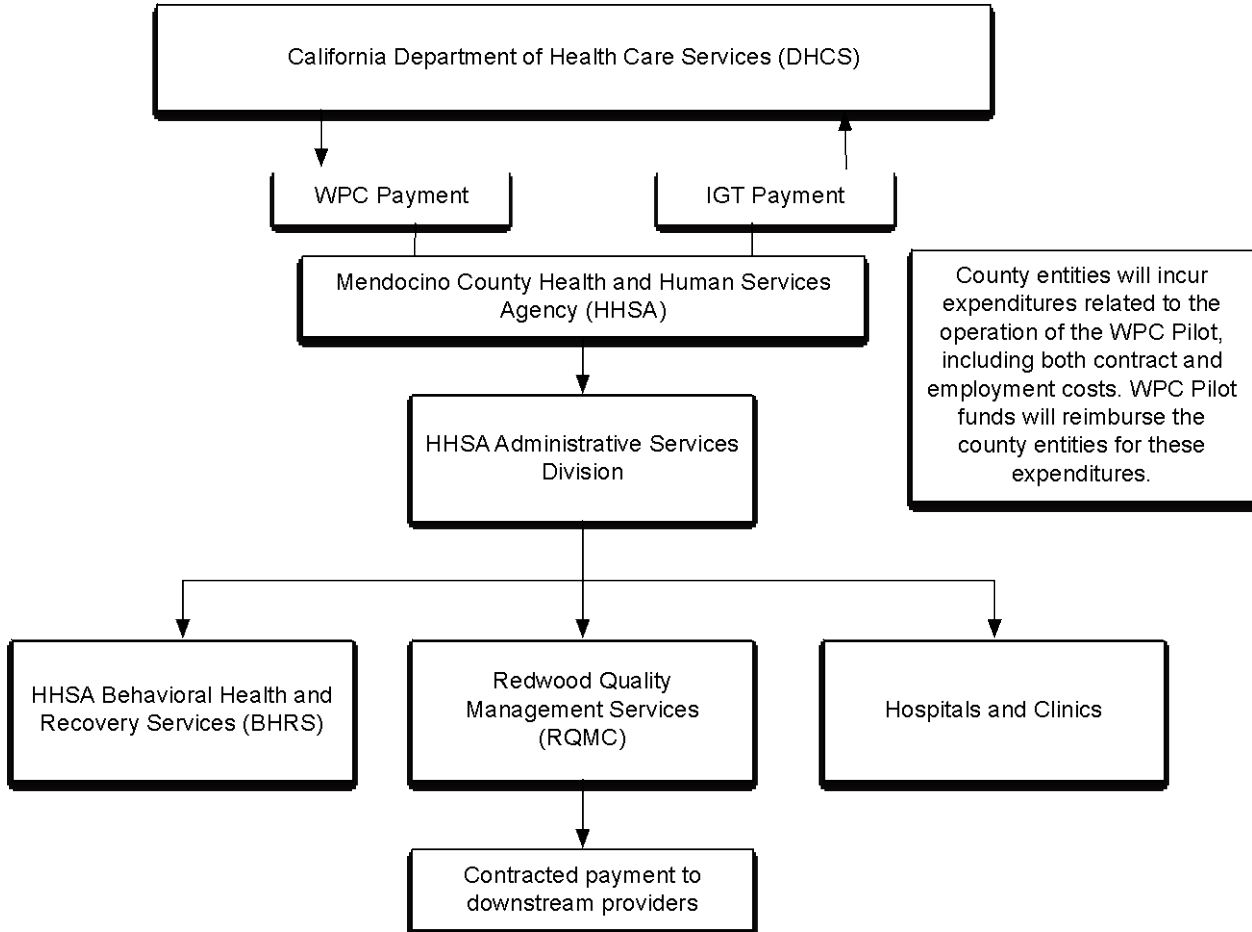 California Department of Health Care Services (DHCS)
WPC Payment
IGT Payment
Mendocino County Health and Human Services
Agency (HHSA)
County entities will incur
expenditures related to the
operation of the WPC Pilot,
including both contract and
employment costs. WPC Pilot
funds will reimburse the
county entities for these
expenditures.
HHSA Administrative Services
Division
HHSA Behavioral Health and
Recovery Services (BHRS)
Redwood Quality
Management Services
(RQMC)
Hospitals and Clinics
Contracted payment to
downstream providers